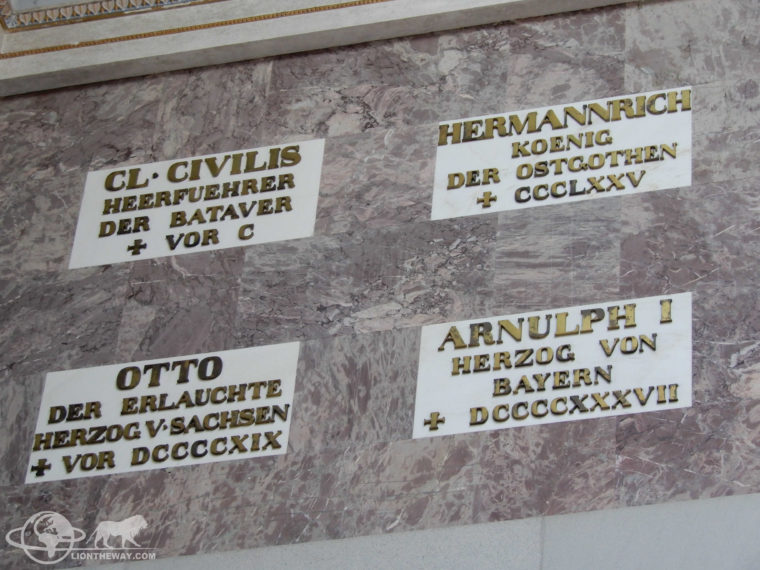 CL · CIVILIS
HEERFUEHRER
DER BATAVER
+ VOR C
HERMANNRICH
KOENIG
DER OSTGOTHEN
+ CCCLXXV
OTTO
DER ERLAUCHTE
HERZOG V· SACHSEN
+ VOR DCCCCXIX
ARNULPH I
HERZOG VON
BAYERN
+ DCCCCXXXVII
LIONTHEWAY.COM